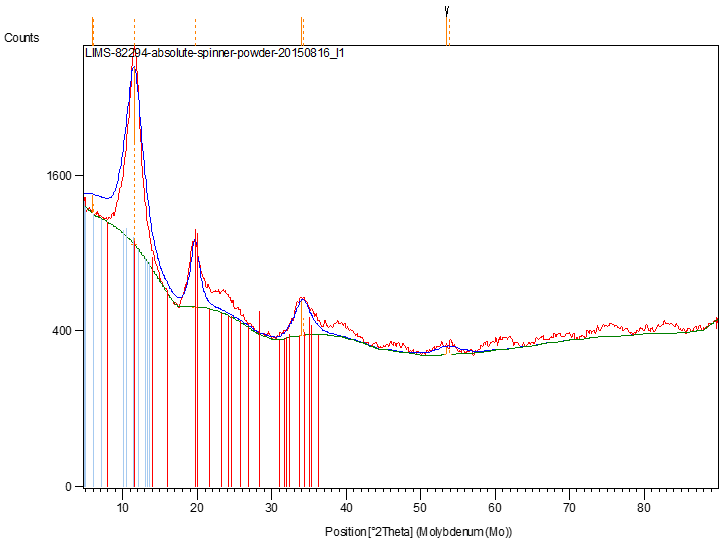 Counts
LIMS-82294-absolute-spinner-powder-20150816_I1
1600
400
0
10 20 30 40 50 60 70 80
Position [°2Theta] (Molybdenum (Mo))